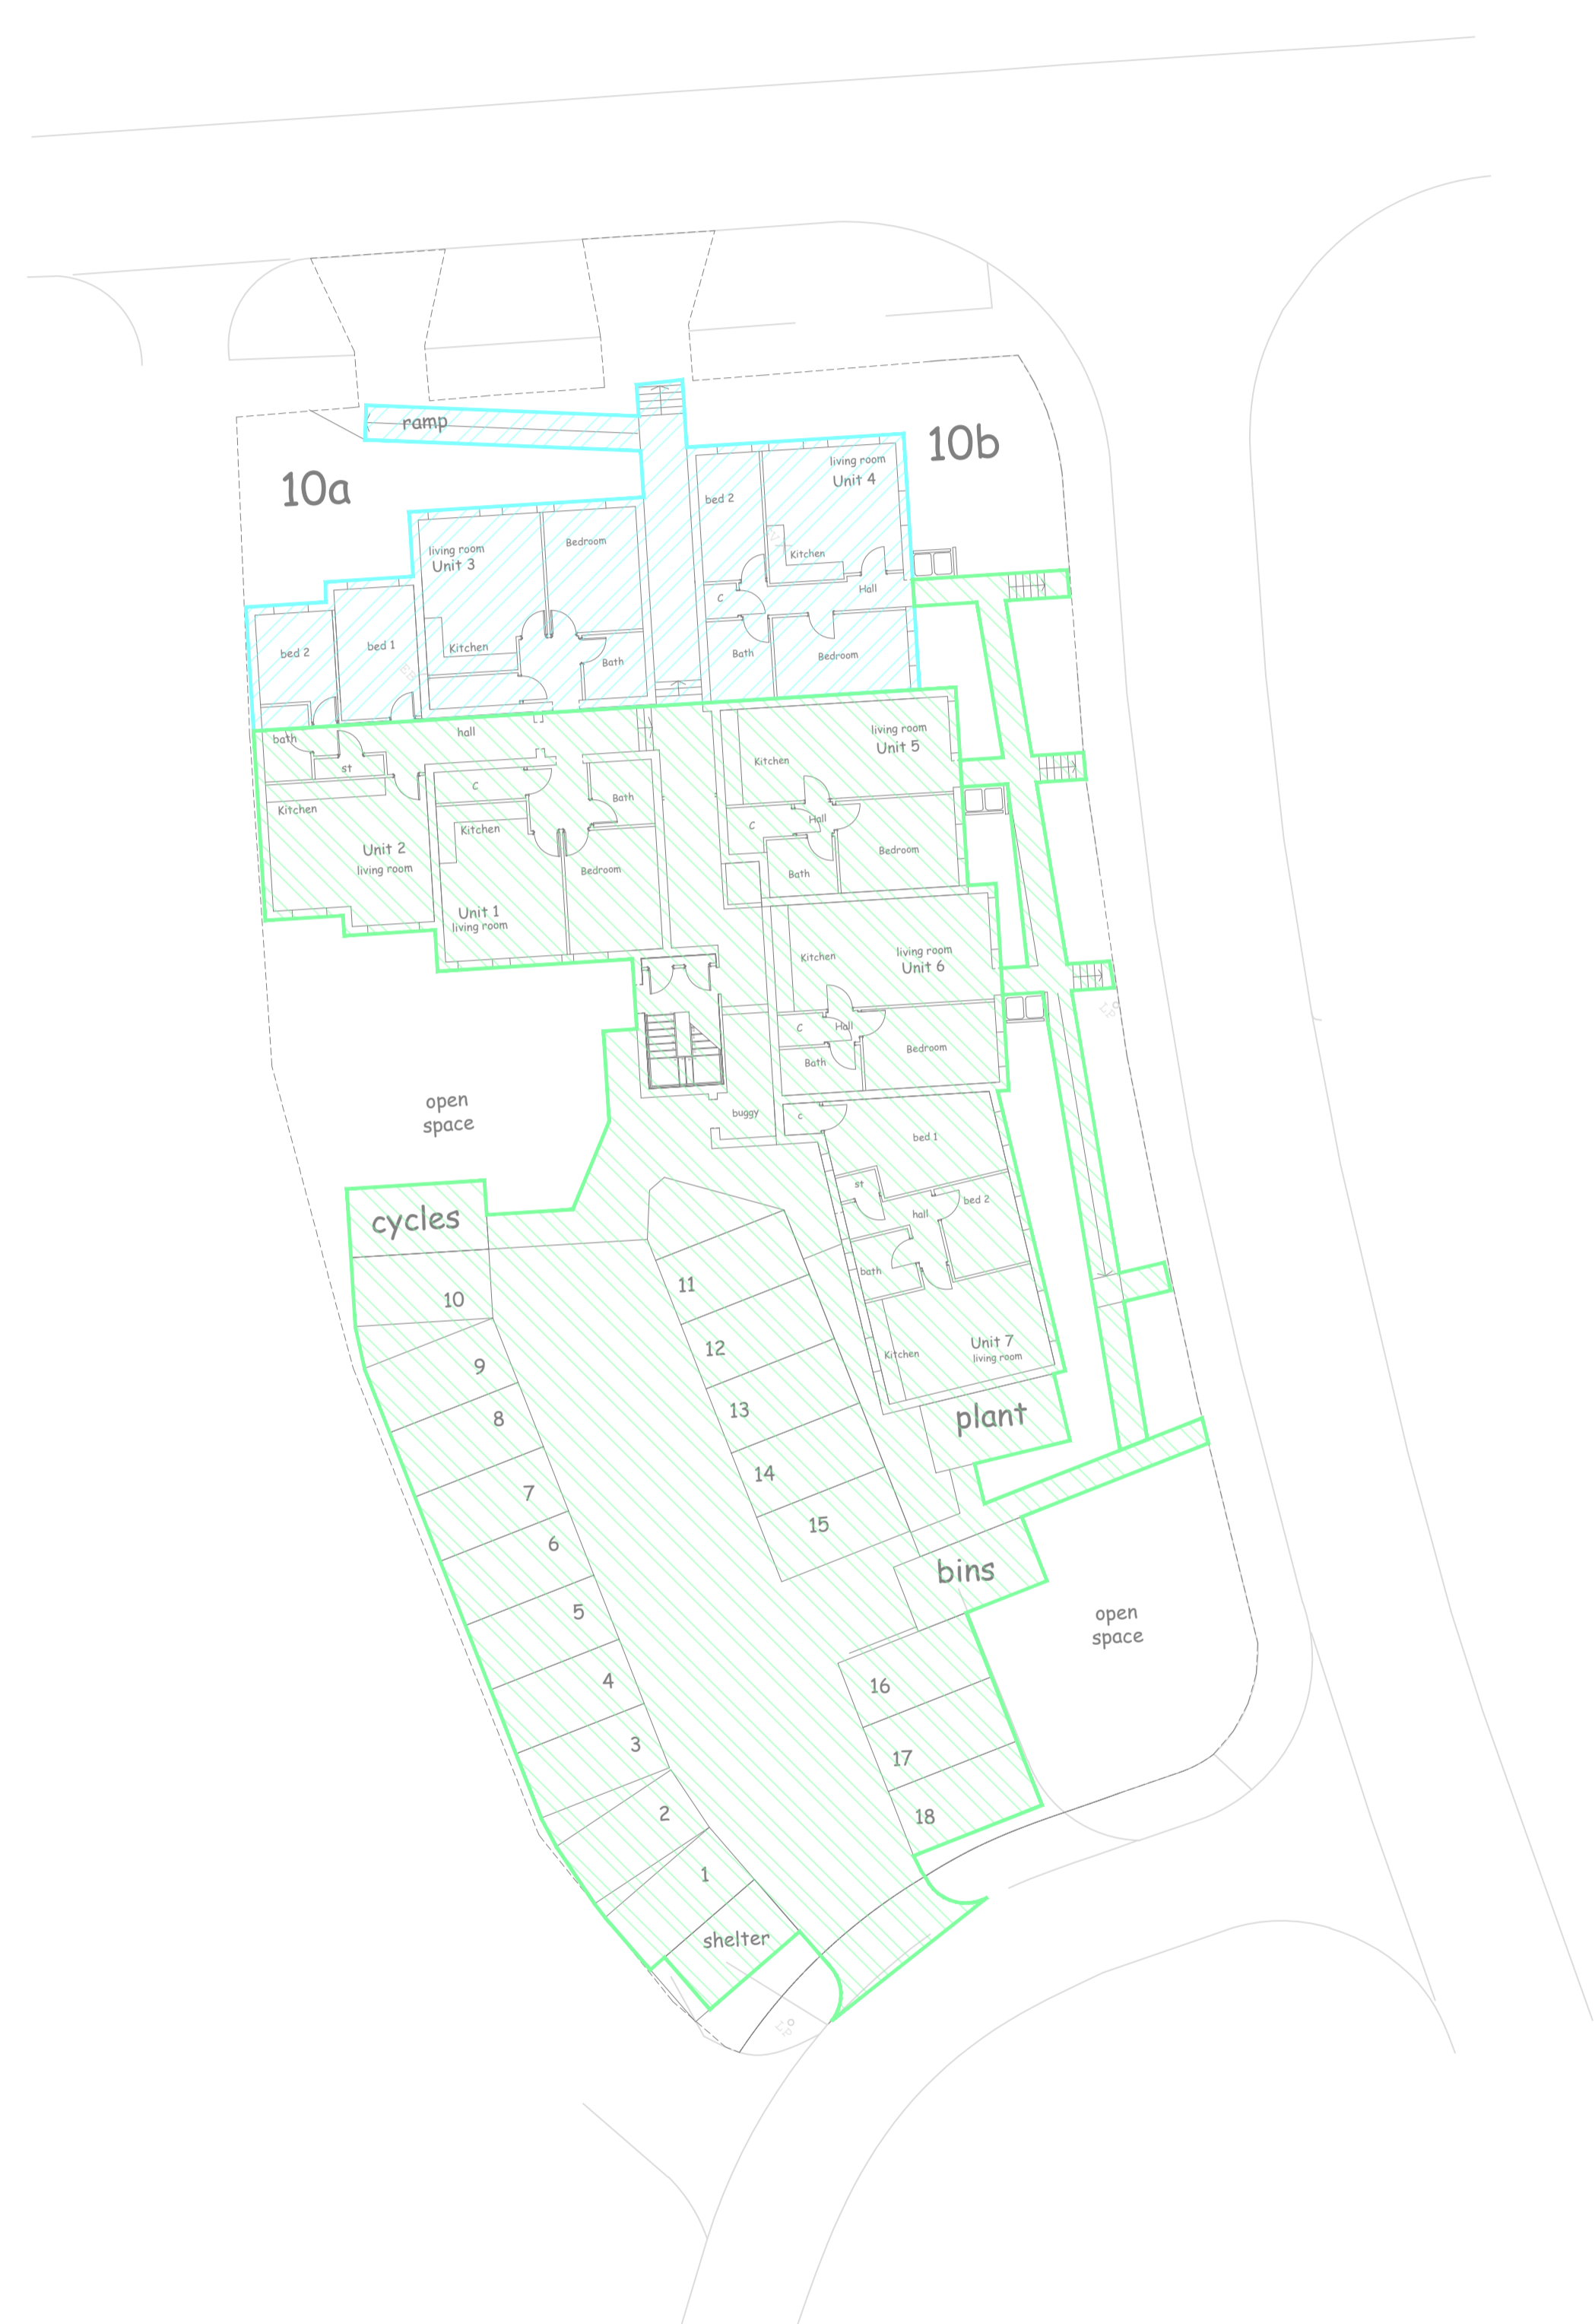 ramp
10b
10a
living room
Unit 4
bed 2
Kitchen
C
Hall
Bath
Bedroom
living room
Unit 3
Bedroom
Kitchen
Bath
bed 2
bed 1
bath
hall
st
Kitchen
Unit 2
living room
C
Bath
Kitchen
Bedroom
Unit 1
living room
living room
Unit 5
Kitchen
C
Hall
Bedroom
Bath
living room
Unit 6
Kitchen
C
Hall
Bedroom
Bath
LP
open
space
buggy
c
bed 1
st
bed 2
hall
bath
Unit 7
living room
Kitchen
cycles
plant
10
9
8
7
6
5
4
3
2
1
shelter
11
12
13
14
15
bins
open
space
16
17
18
LP